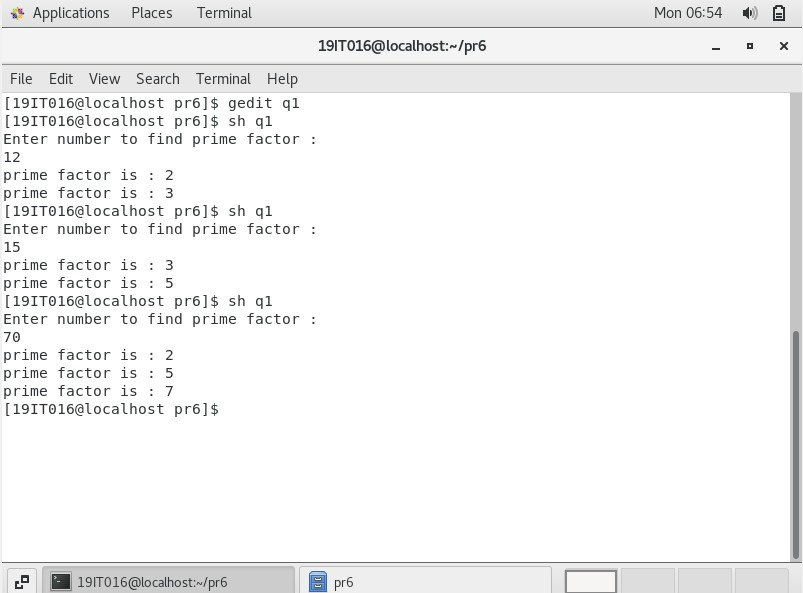 Applications Places Terminal Mon 06:54
19IT016@localhost:~/pr6
File Edit View Search Terminal Help
[19IT016@localhost pr6]$ gedit q1
[19IT016@localhost pr6]$ sh q1
Enter number to find prime factor :
12
prime factor is : 2
prime factor is : 3
[19IT016@localhost pr6]$ sh q1
Enter number to find prime factor :
15
prime factor is : 3
prime factor is : 5
[19IT016@localhost pr6]$ sh q1
Enter number to find prime factor :
70
prime factor is : 2
prime factor is : 5
prime factor is : 7
[19IT016@localhost pr6]$
19IT016@localhost:~/pr6 pr6